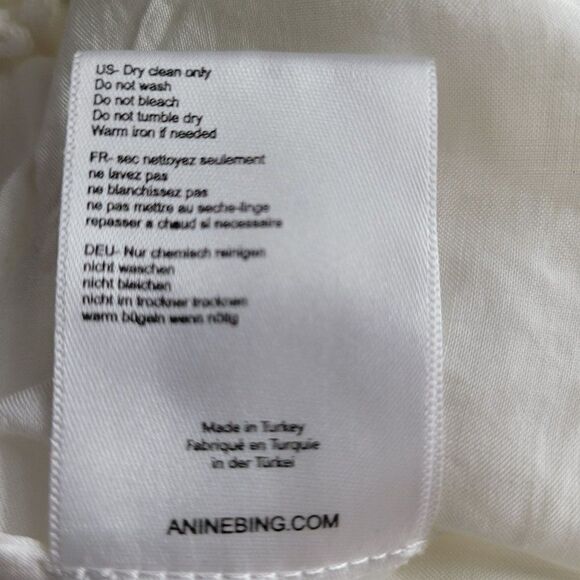 US- Dry clean only
Do not wash
Do not bleach
Do not tumble dry
Warm iron if needed
FR- sec nettoyez seulement
ne lavez pas
ne blanchissez pas
ne pas mettre au seche-linge
repasser a chaud si necessaire
DEU- Nur chemisch reinigen
nicht waschen
nicht bleichen
nicht im trockner trocknen
warm bügeln wenn nötig
Made in Turkey
Fabriqué en Turquie
in der Türkei
ANINEBING.COM